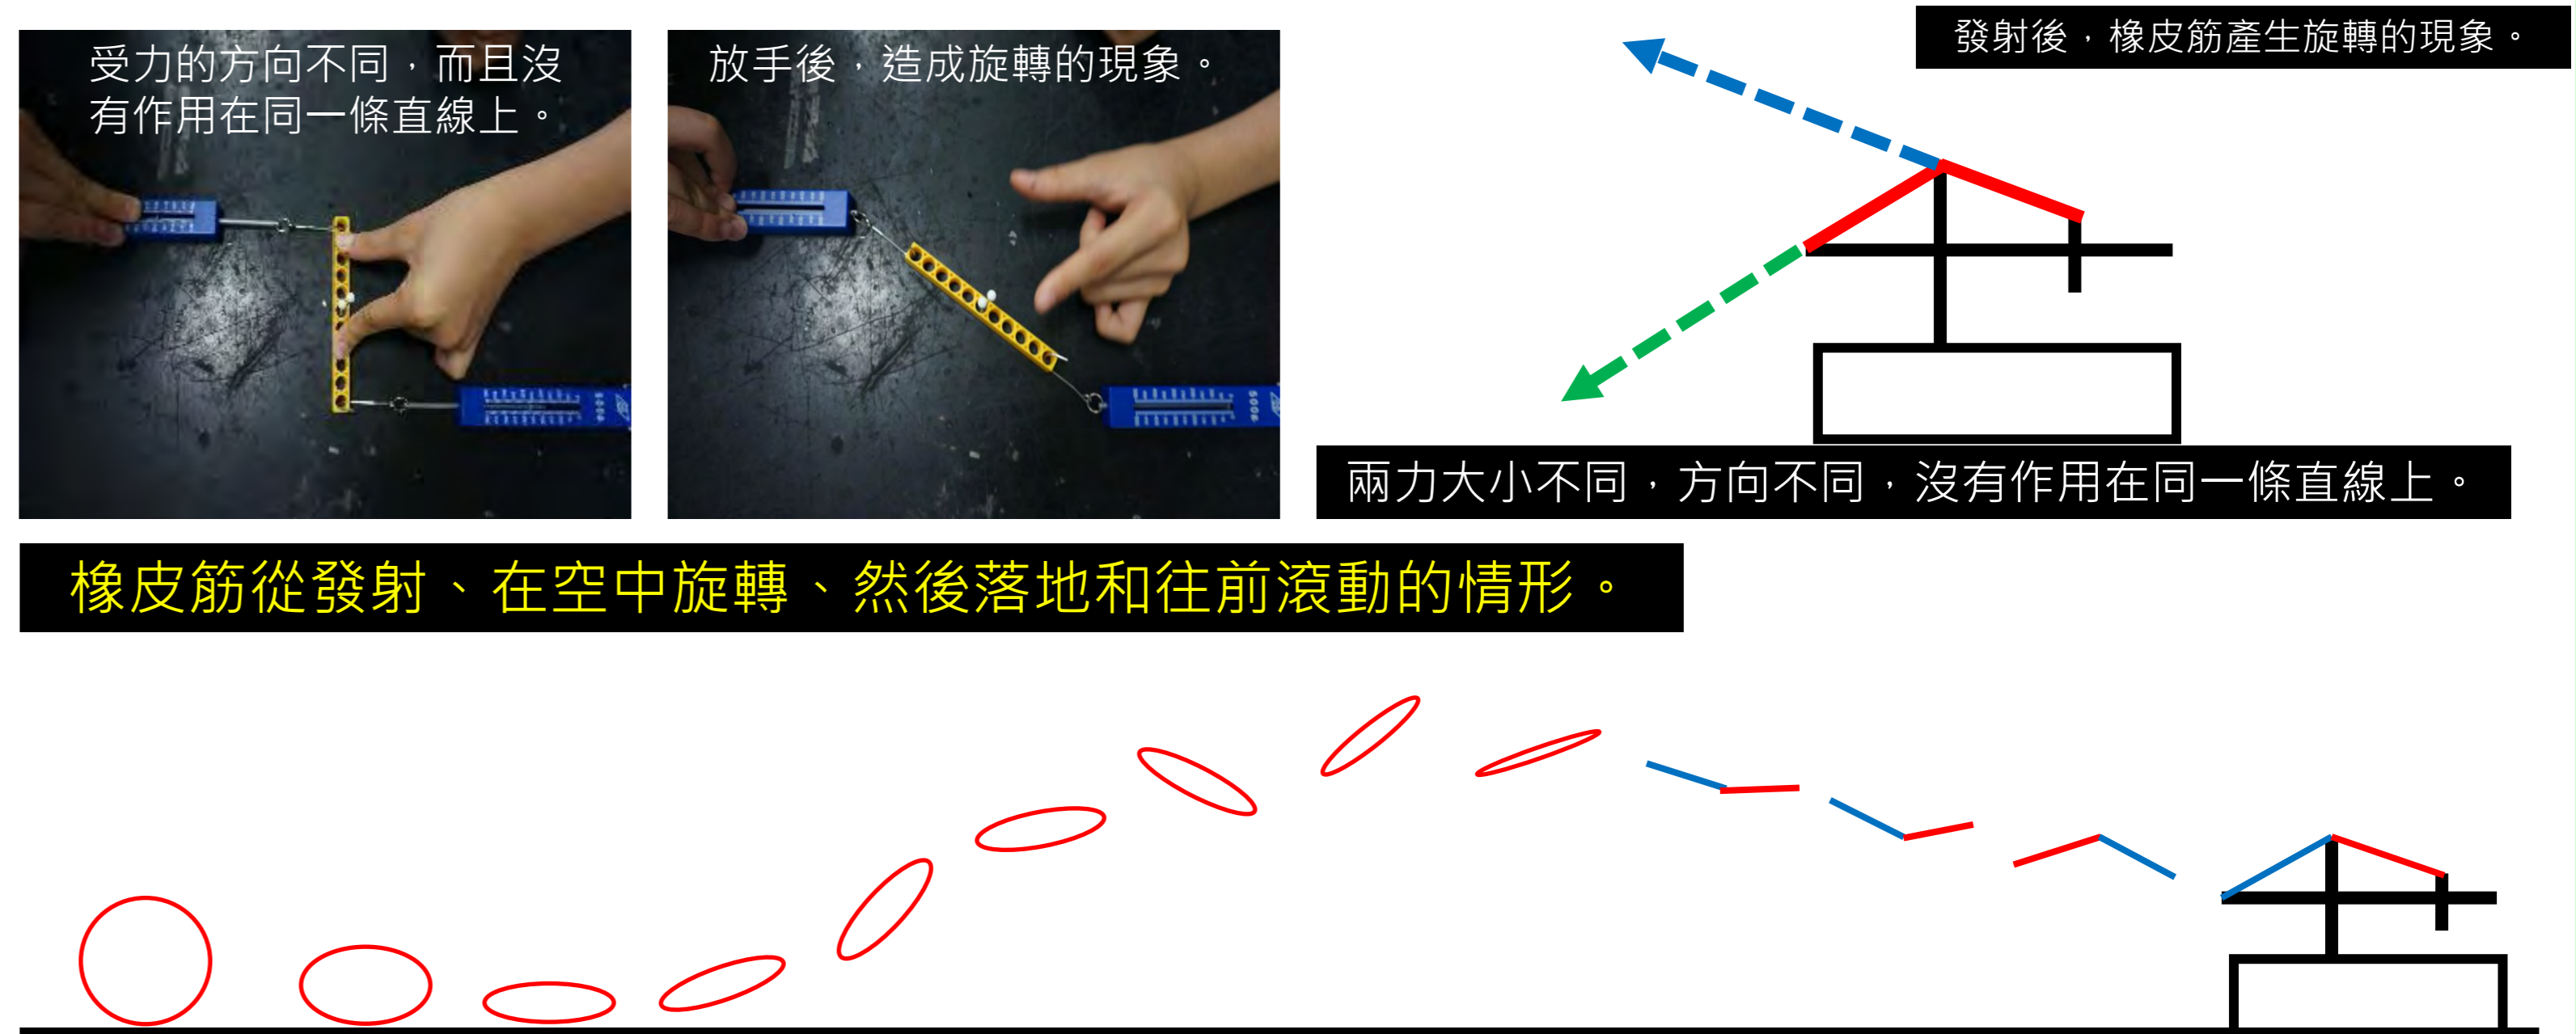 受力的方向不同，而且沒
有作用在同一條直線上。
放手後，造成旋轉的現象。
發射後，橡皮筋產生旋轉的現象。
500g
500g
兩力大小不同，方向不同，沒有作用在同一條直線上。
橡皮筋從發射、在空中旋轉、然後落地和往前滾動的情形。